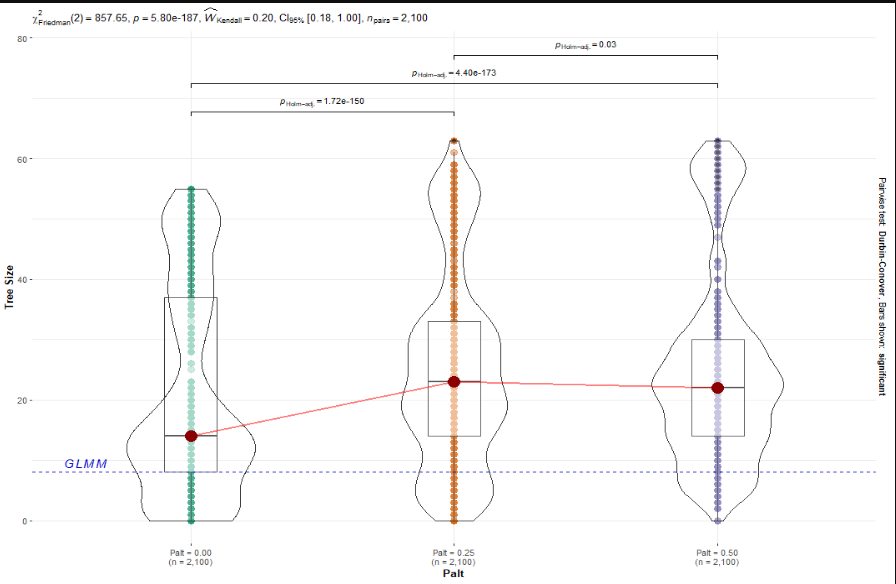 χ²Friedman(2) = 857.65, p = 5.80e-187, ŴKendall = 0.20, CI95% [0.18, 1.00], npairs = 2,100
80
pHolm-adj. = 0.03
pHolm-adj. = 4.40e-173
pHolm-adj. = 1.72e-150
60
40
20
GLMM
0
Tree Size
Pairwise test: Durbin-Conover, Bars shown: significant
Palt = 0.00
(n = 2,100)
Palt = 0.25
(n = 2,100)
Palt = 0.50
(n = 2,100)
Palt